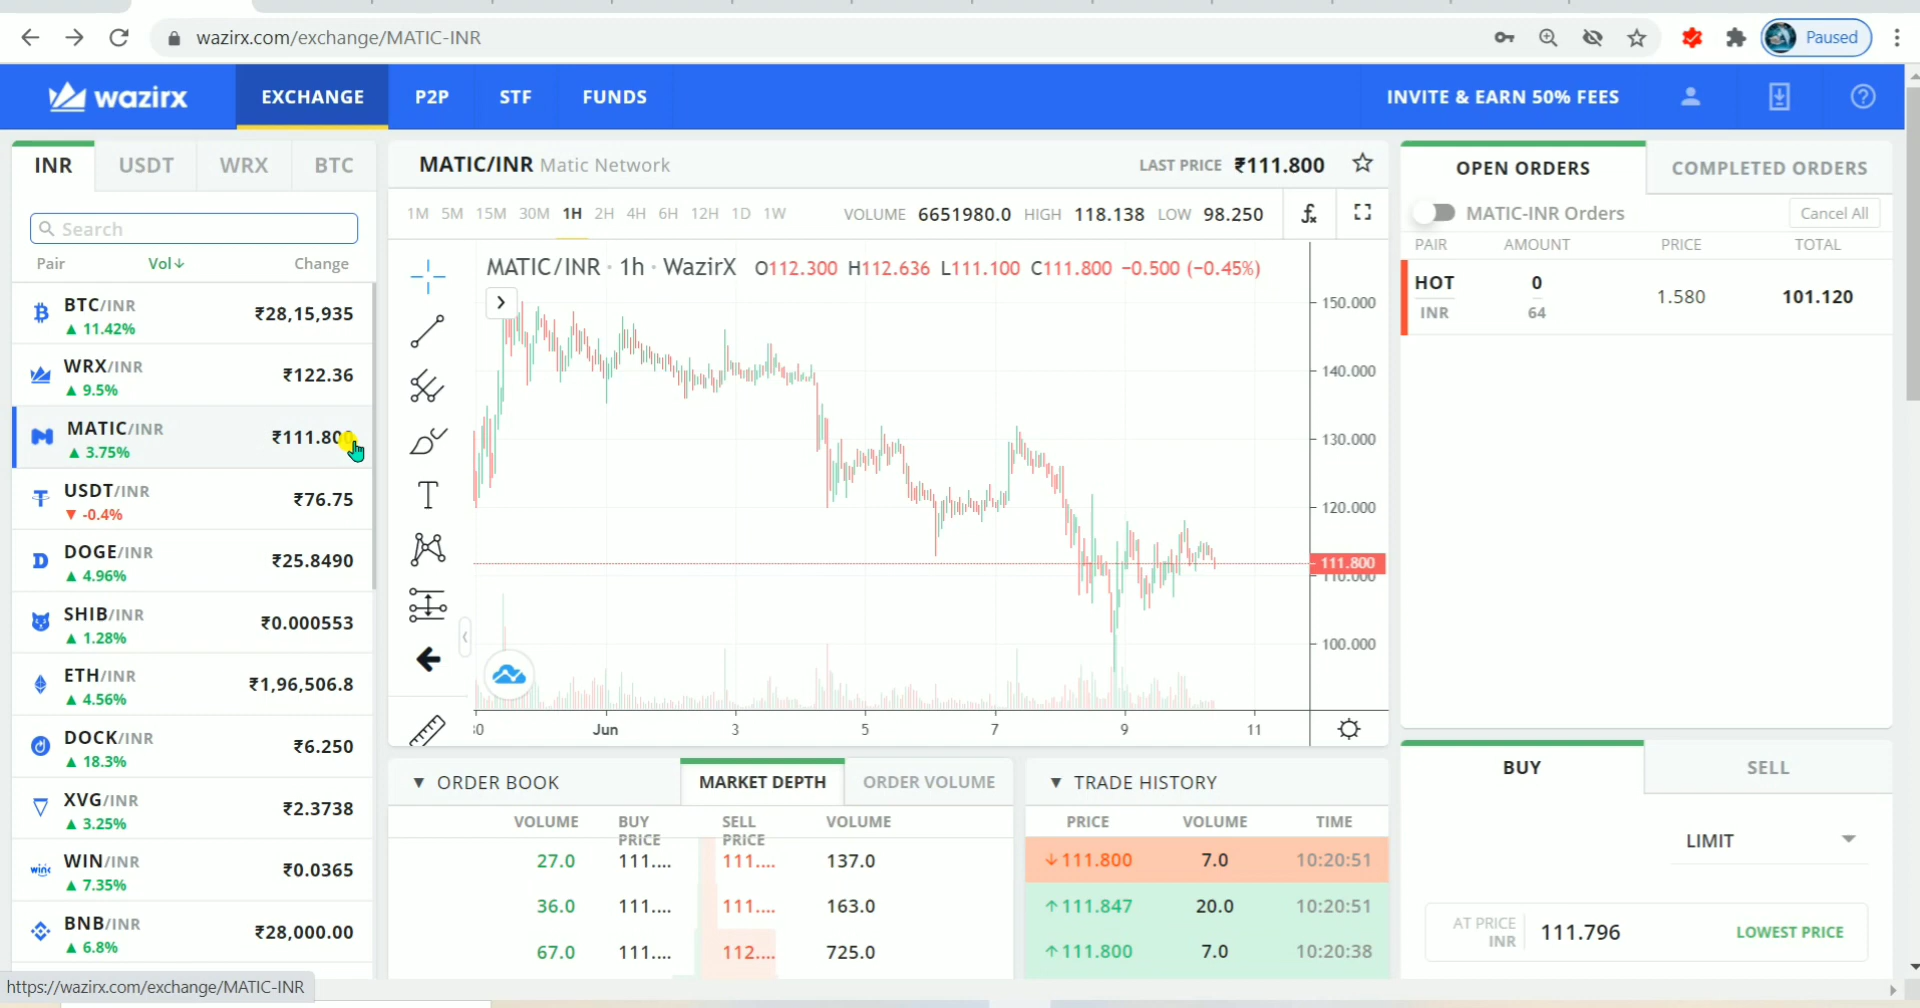 wazirx.com/exchange/MATIC-INR
Paused
wazirx
EXCHANGE
P2P
STF
FUNDS
INVITE & EARN 50% FEES
INR
USDT
WRX
BTC
Search
Pair
Vol↓
Change
BTC/INR
₹28,15,935
▲ 11.42%
WRX/INR
₹122.36
▲ 9.5%
MATIC/INR
₹111.800
▲ 3.75%
USDT/INR
₹76.75
▼ -0.4%
DOGE/INR
₹25.8490
▲ 4.96%
SHIB/INR
₹0.000553
▲ 1.28%
ETH/INR
₹1,96,506.8
▲ 4.56%
DOCK/INR
₹6.250
▲ 18.3%
XVG/INR
₹2.3738
▲ 3.25%
WIN/INR
₹0.0365
▲ 7.35%
BNB/INR
₹28,000.00
▲ 6.8%
https://wazirx.com/exchange/MATIC-INR
MATIC/INR Matic Network
LAST PRICE ₹111.800
1M 5M 15M 30M 1H 2H 4H 6H 12H 1D 1W
VOLUME 6651980.0 HIGH 118.138 LOW 98.250
MATIC/INR · 1h · WazirX O112.300 H112.636 L111.100 C111.800 −0.500 (−0.45%)
150.000
140.000
130.000
120.000
111.800
110.000
100.000
Jun
3
5
7
9
11
▼ ORDER BOOK
MARKET DEPTH
ORDER VOLUME
VOLUME
BUY PRICE
SELL PRICE
VOLUME
27.0 111.... 111.... 137.0
36.0 111.... 111.... 163.0
67.0 111.... 112.... 725.0
▼ TRADE HISTORY
PRICE VOLUME TIME
↓111.800 7.0 10:20:51
↑111.847 20.0 10:20:51
↑111.800 7.0 10:20:38
OPEN ORDERS
COMPLETED ORDERS
MATIC-INR Orders
Cancel All
PAIR AMOUNT PRICE TOTAL
HOT 0
1.580 101.120
INR 64
BUY
SELL
LIMIT
AT PRICE
INR
111.796
LOWEST PRICE